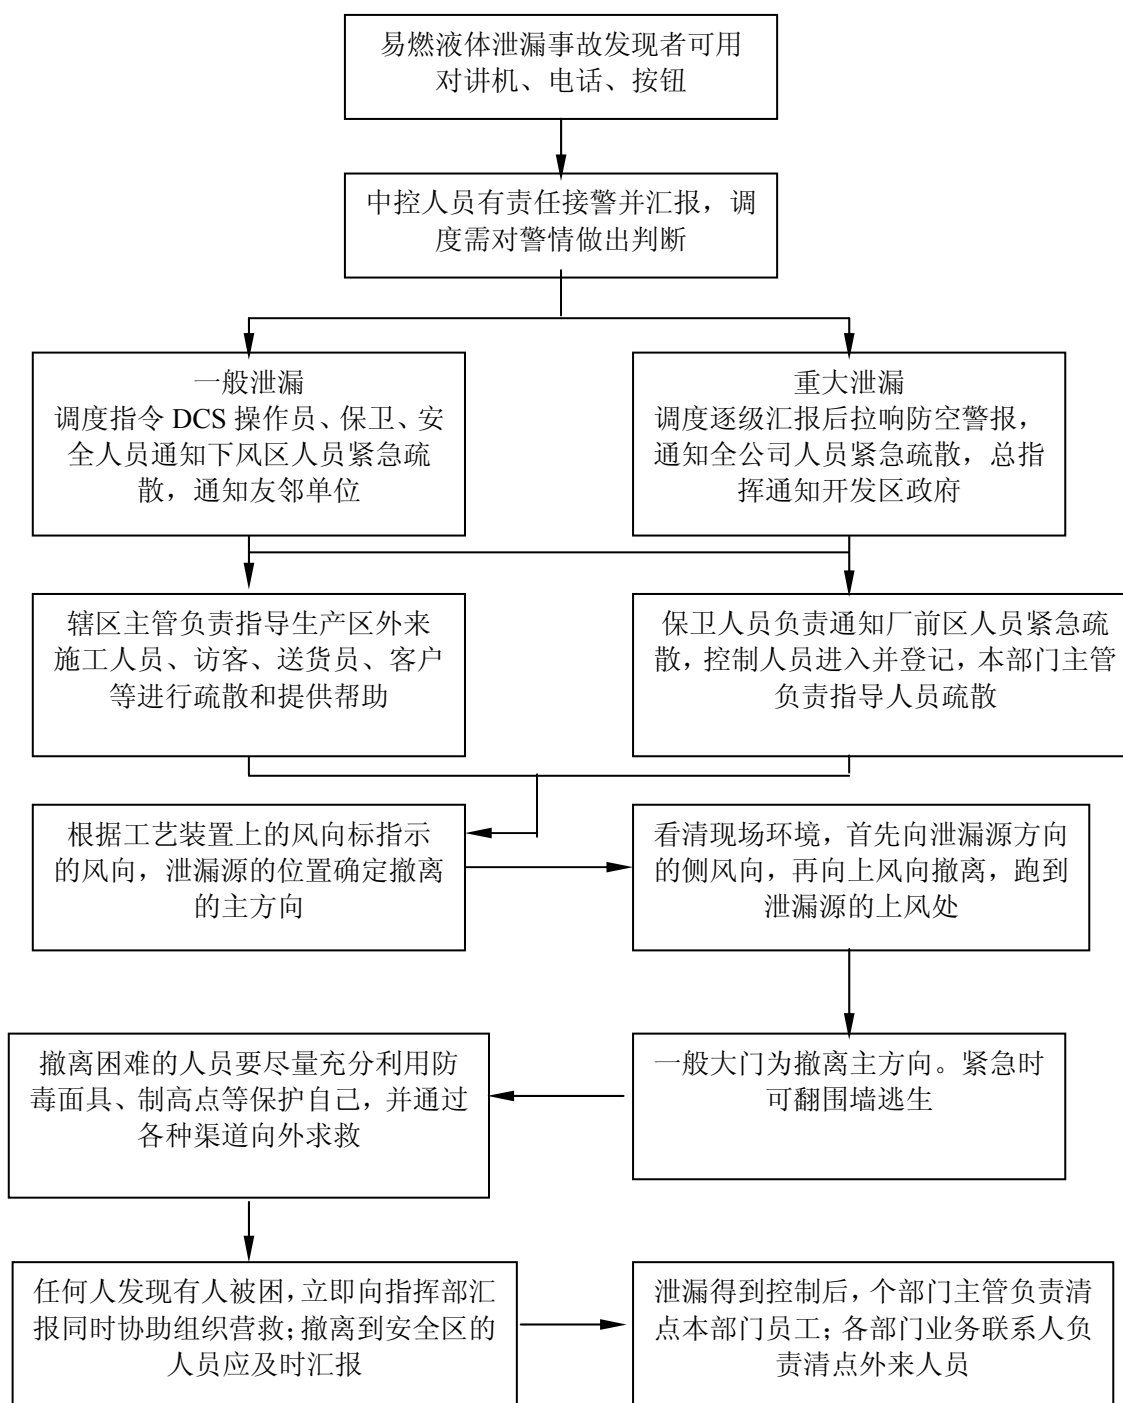 易燃液体泄漏事故发现者可用
对讲机、电话、按钮
中控人员有责任接警并汇报，调
度需对警情做出判断
一般泄漏
调度指令 DCS 操作员、保卫、安
全人员通知下风区人员紧急疏
散，通知友邻单位
重大泄漏
调度逐级汇报后拉响防空警报，
通知全公司人员紧急疏散，总指
挥通知开发区政府
辖区主管负责指导生产区外来
施工人员、访客、送货员、客户
等进行疏散和提供帮助
保卫人员负责通知厂前区人员紧急疏
散，控制人员进入并登记，本部门主管
负责指导人员疏散
根据工艺装置上的风向标指示
的风向，泄漏源的位置确定撤离
的主方向
看清现场环境，首先向泄漏源方向
的侧风向，再向上风向撤离，跑到
泄漏源的上风处
一般大门为撤离主方向。紧急时
可翻围墙逃生
撤离困难的人员要尽量充分利用防
毒面具、制高点等保护自己，并通过
各种渠道向外求救
任何人发现有人被困，立即向指挥部汇
报同时协助组织营救；撤离到安全区的
人员应及时汇报
泄漏得到控制后，个部门主管负责清
点本部门员工；各部门业务联系人负
责清点外来人员